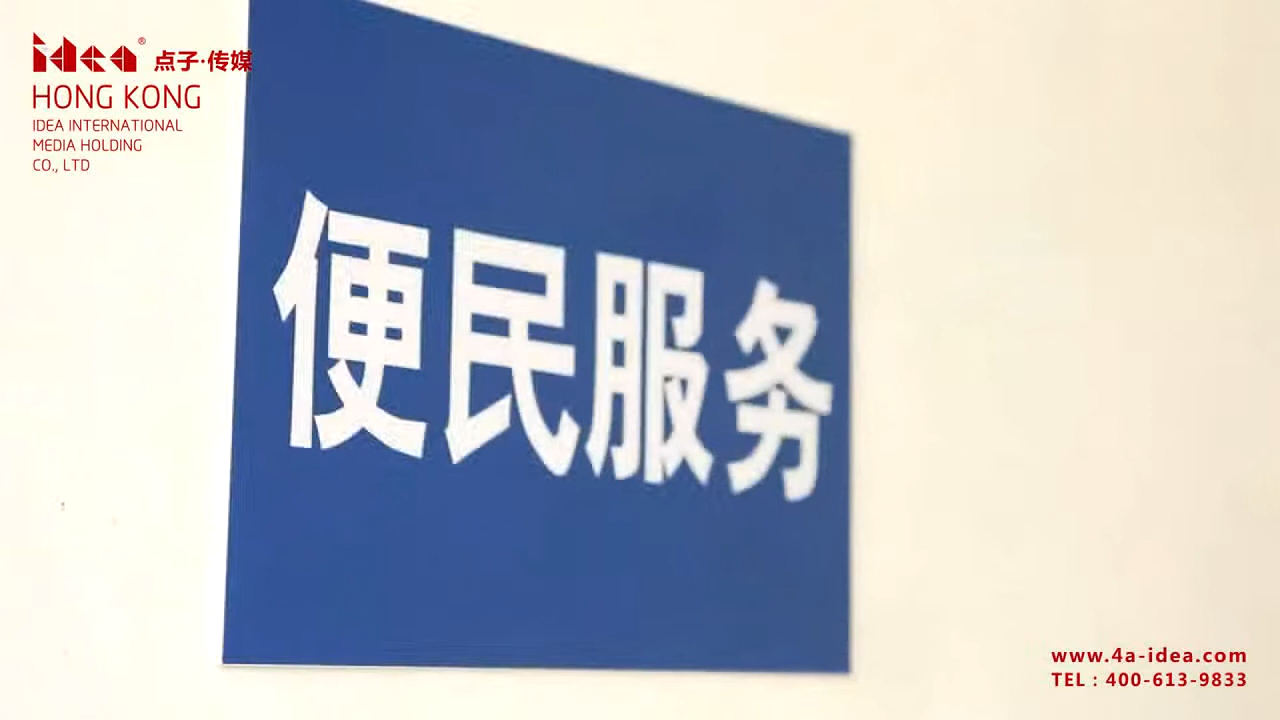 idea® 点子·传媒
HONG KONG
IDEA INTERNATIONAL
MEDIA HOLDING
CO., LTD
便民服务
www.4a-idea.com
TEL : 400-613-9833